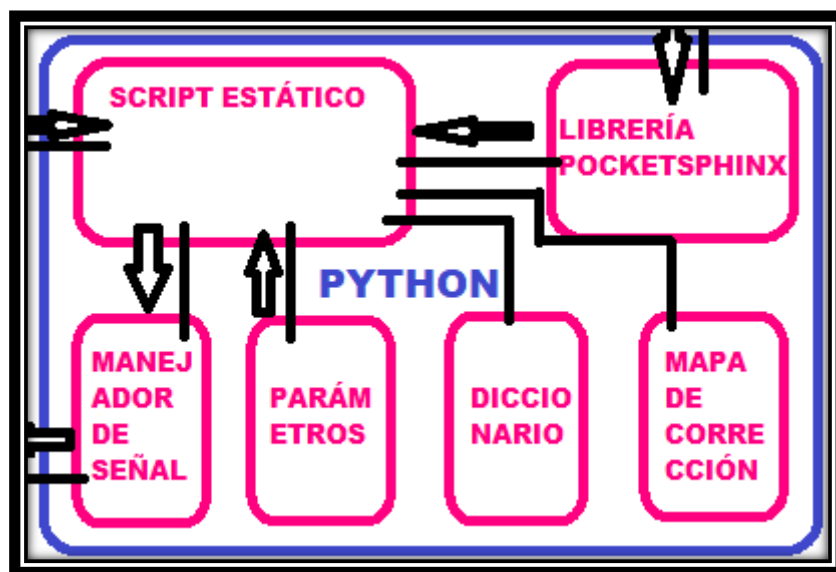 SCRIPT ESTÁTICO
LIBRERÍA
POCKETSPHINX
PYTHON
MANEJ
ADOR
DE
SEÑAL
PARÁM
ETROS
DICCIO
NARIO
MAPA
DE
CORRE
CCIÓN